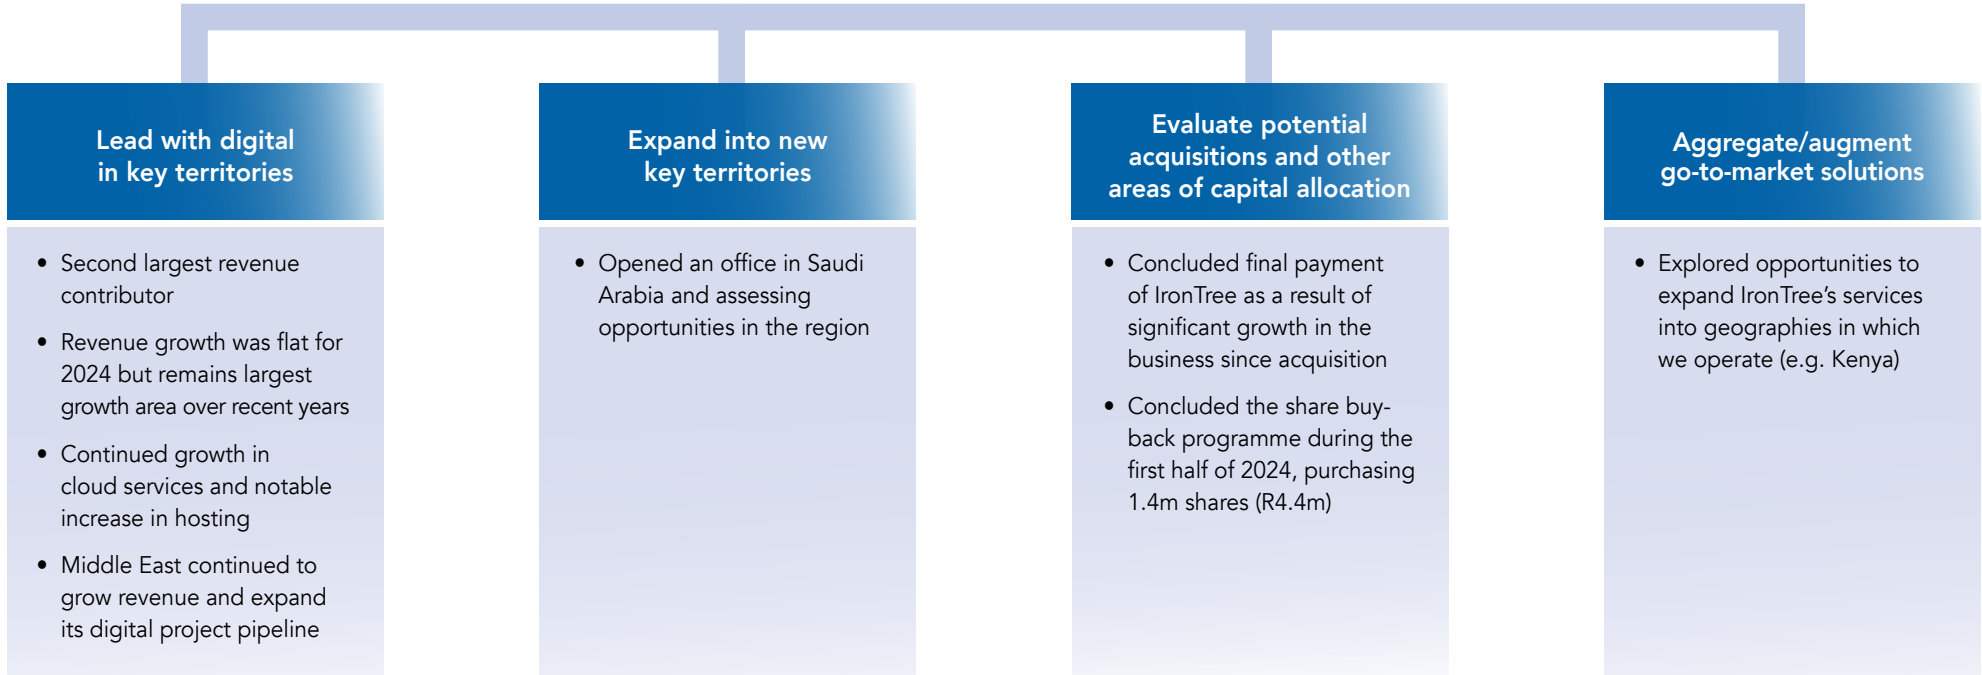 Lead with digital
in key territories
• Second largest revenue
contributor
• Revenue growth was flat for
2024 but remains largest
growth area over recent years
• Continued growth in
cloud services and notable
increase in hosting
• Middle East continued to
grow revenue and expand
its digital project pipeline
Expand into new
key territories
• Opened an office in Saudi
Arabia and assessing
opportunities in the region
Evaluate potential
acquisitions and other
areas of capital allocation
• Concluded final payment
of IronTree as a result of
significant growth in the
business since acquisition
• Concluded the share buy-
back programme during the
first half of 2024, purchasing
1.4m shares (R4.4m)
Aggregate/augment
go-to-market solutions
• Explored opportunities to
expand IronTree’s services
into geographies in which
we operate (e.g. Kenya)